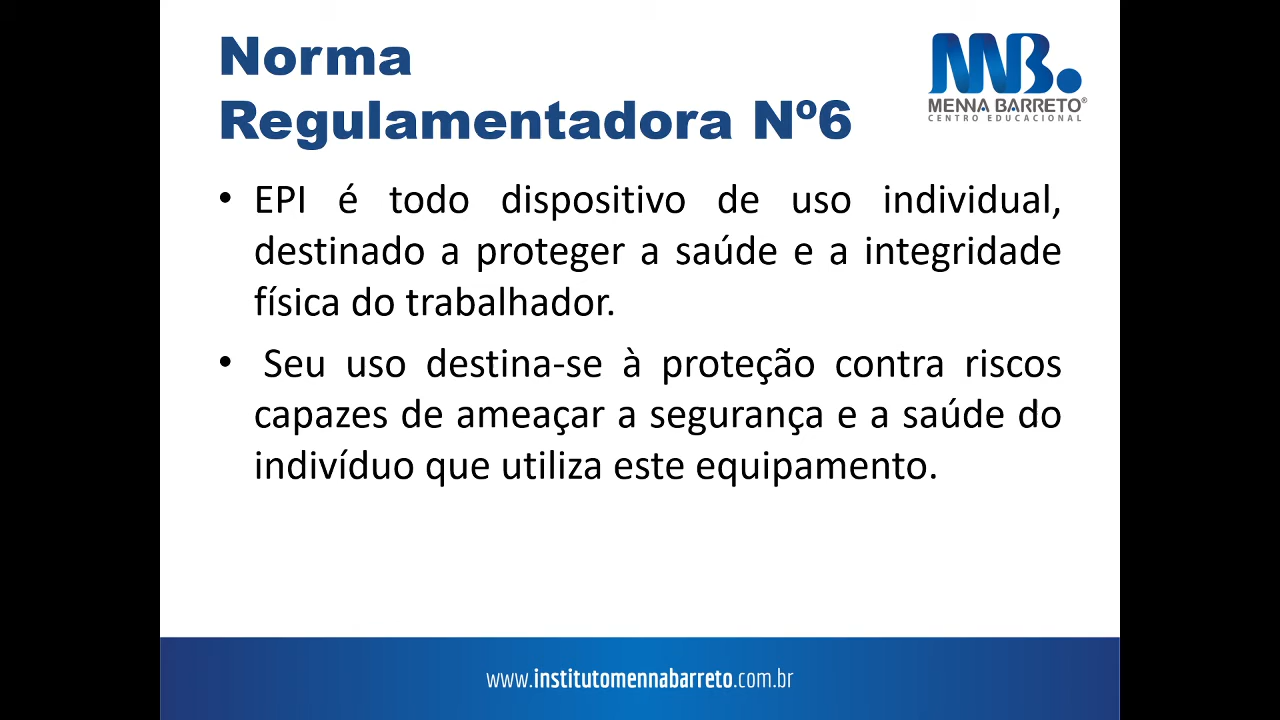 Norma
Regulamentadora Nº6
MNB.
MENNA BARRETO®
CENTRO EDUCACIONAL
• EPI é todo dispositivo de uso individual,
destinado a proteger a saúde e a integridade
física do trabalhador.
• Seu uso destina-se à proteção contra riscos
capazes de ameaçar a segurança e a saúde do
indivíduo que utiliza este equipamento.
www.institutomennabarreto.com.br